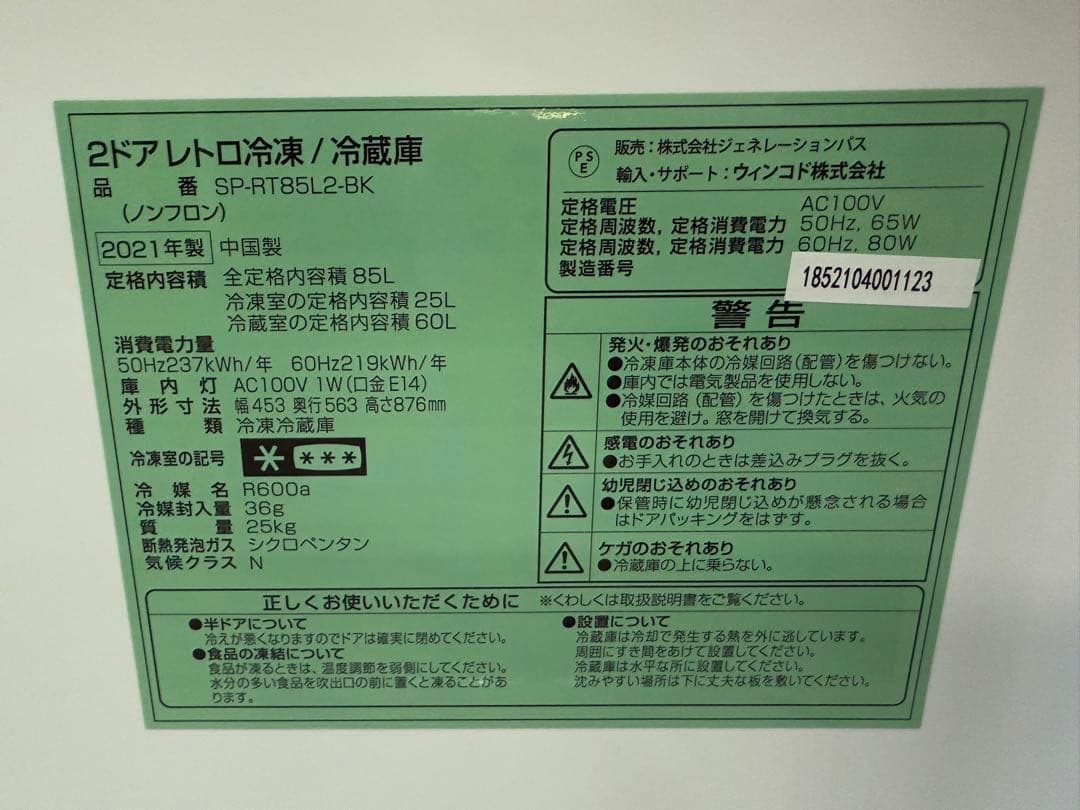 2ドアレトロ冷凍/冷蔵庫
品番 SP-RT85L2-BK
(ノンフロン)
2021年製 中国製
定格内容積 全定格内容積85L
冷凍室の定格内容積25L
冷蔵室の定格内容積60L
消費電力量
50Hz237kWh/年 60Hz219kWh/年
庫内灯 AC100V 1W(口金E14)
外形寸法 幅453 奥行563 高さ876mm
種類 冷凍冷蔵庫
冷凍室の記号
冷媒名 R600a
冷媒封入量 36g
質量 25kg
断熱発泡ガス シクロペンタン
気候クラス N
PSE
販売:株式会社ジェネレーションパス
輸入・サポート:ウィンコド株式会社
定格電圧 AC100V
定格周波数, 定格消費電力 50Hz, 65W
定格周波数, 定格消費電力 60Hz, 80W
製造番号 1852104001123
警告
発火・爆発のおそれあり
●冷凍庫本体の冷媒回路(配管)を傷つけない。
●庫内では電気製品を使用しない。
●冷媒回路(配管)を傷つけたときは、火気の
使用を避け。窓を開けて換気する。
感電のおそれあり
●お手入れのときは差込みプラグを抜く。
幼児閉じ込めのおそれあり
●保管時に幼児閉じ込めが懸念される場合
はドアパッキングをはずす。
ケガのおそれあり
●冷蔵庫の上に乗らない。
正しくお使いいただくために ※くわしくは取扱説明書をご覧ください。
●半ドアについて
冷えが悪くなりますのでドアは確実に閉めてください。
●食品の凍結について
食品が凍るときは、温度調節を弱側にしてください。
水分の多い食品を吹出口の前に置くと凍ることがあ
ります。
●設置について
冷蔵庫は冷却で発生する熱を外に逃しています。
周囲にすき間をあけて設置してください。
冷蔵庫は水平な所に設置してください。
沈みやすい場所は下に丈夫な板を敷いてください。